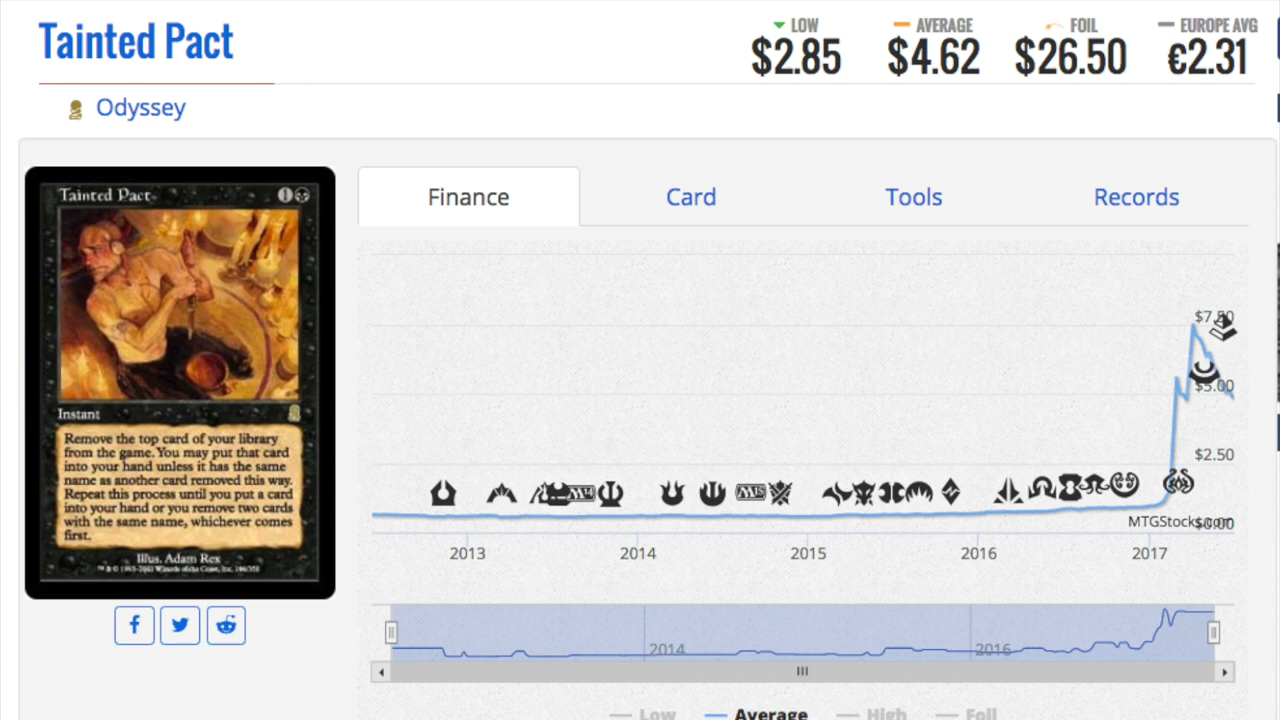 Tainted Pact
LOW
$2.85
AVERAGE
$4.62
FOIL
$26.50
EUROPE AVG
€2.31
Odyssey
Tainted Pact
1
Instant
Remove the top card of your library
from the game. You may put that card
into your hand unless it has the same
name as another card removed this way.
Repeat this process until you put a card
into your hand or you remove two cards
with the same name, whichever comes
first.
Illus. Adam Rex
Finance
Card
Tools
Records
$7.50
$5.00
$2.50
$0.00
MTGStocks.com
2013
2014
2015
2016
2017
2014
2016
Low
Average
High
Foil